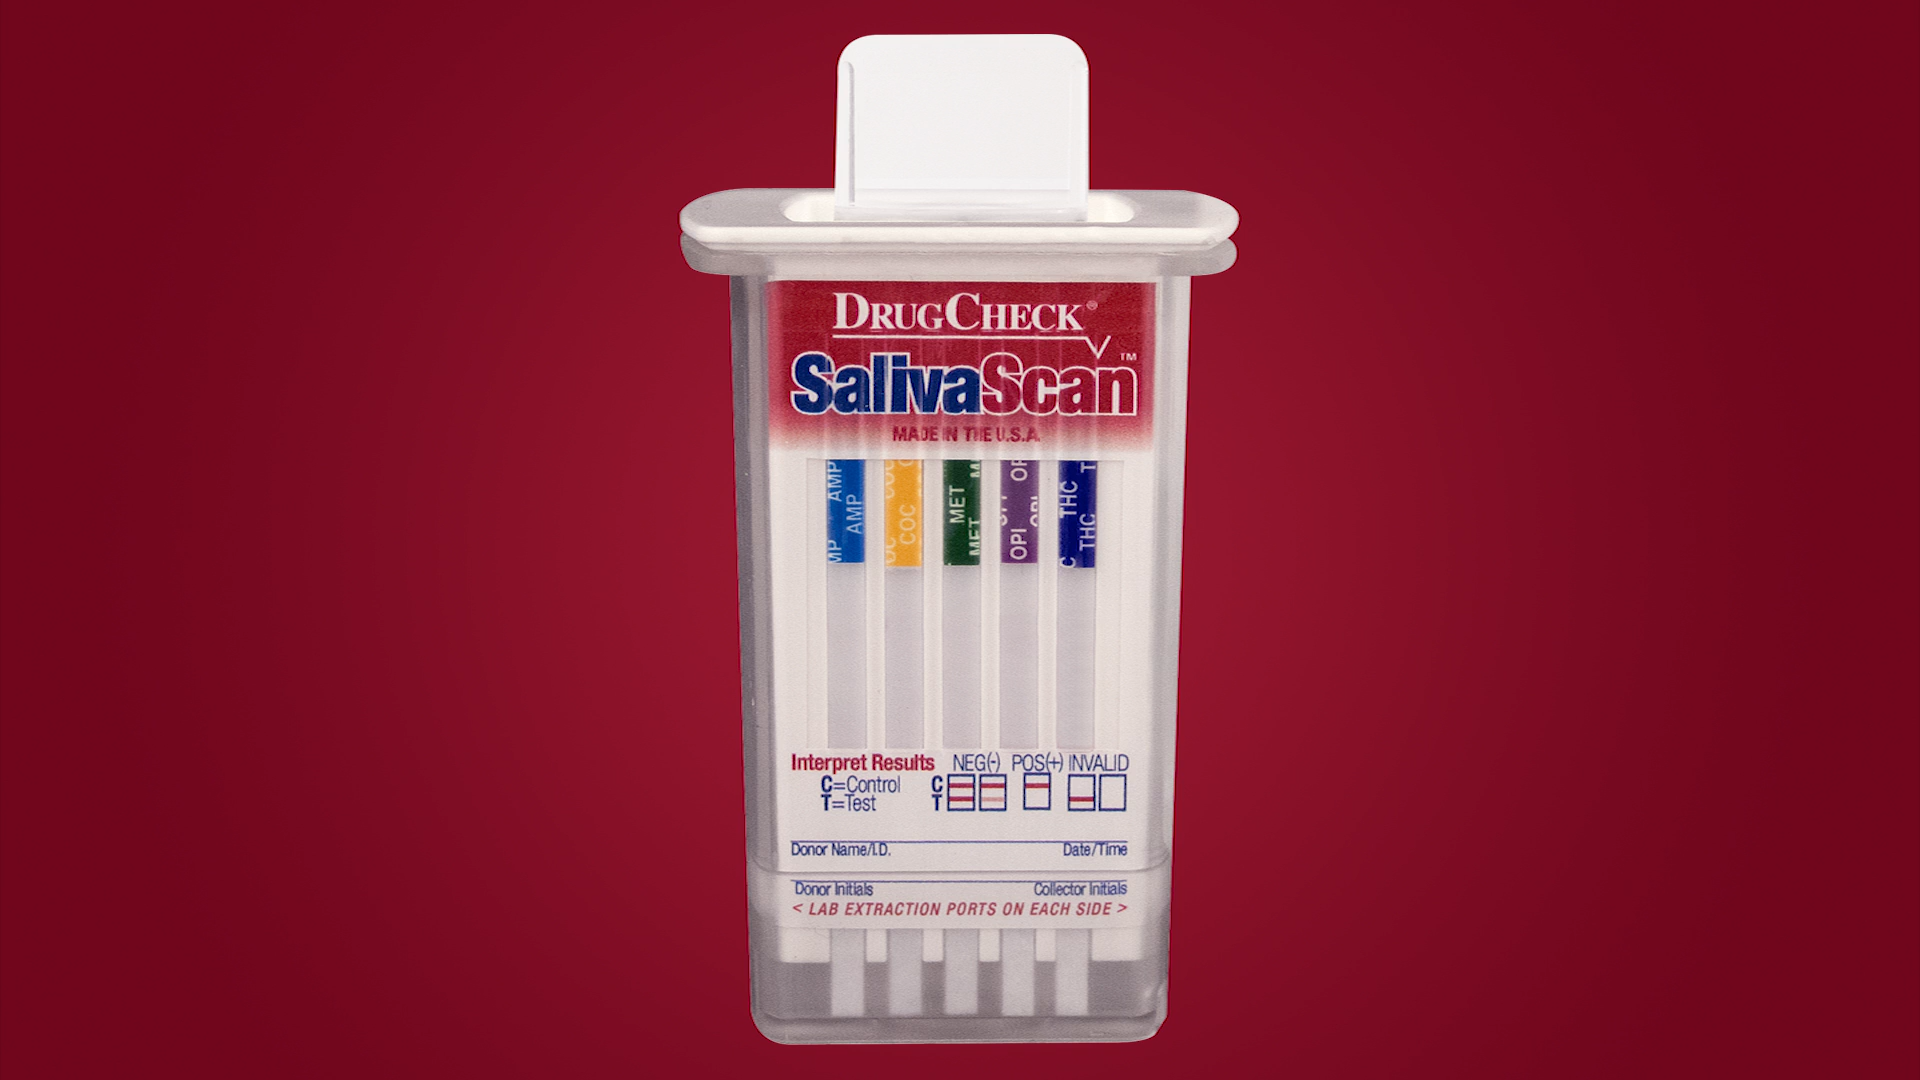 DRUGCHECK®
SalivaScan™
MADE IN THE U.S.A.
AMP AMP
COC
MET MET
OPI
THC THC
Interpret Results NEG(-) POS(+) INVALID
C=Control C
T=Test T
Donor Name/I.D. Date/Time
Donor Initials Collector Initials
< LAB EXTRACTION PORTS ON EACH SIDE >